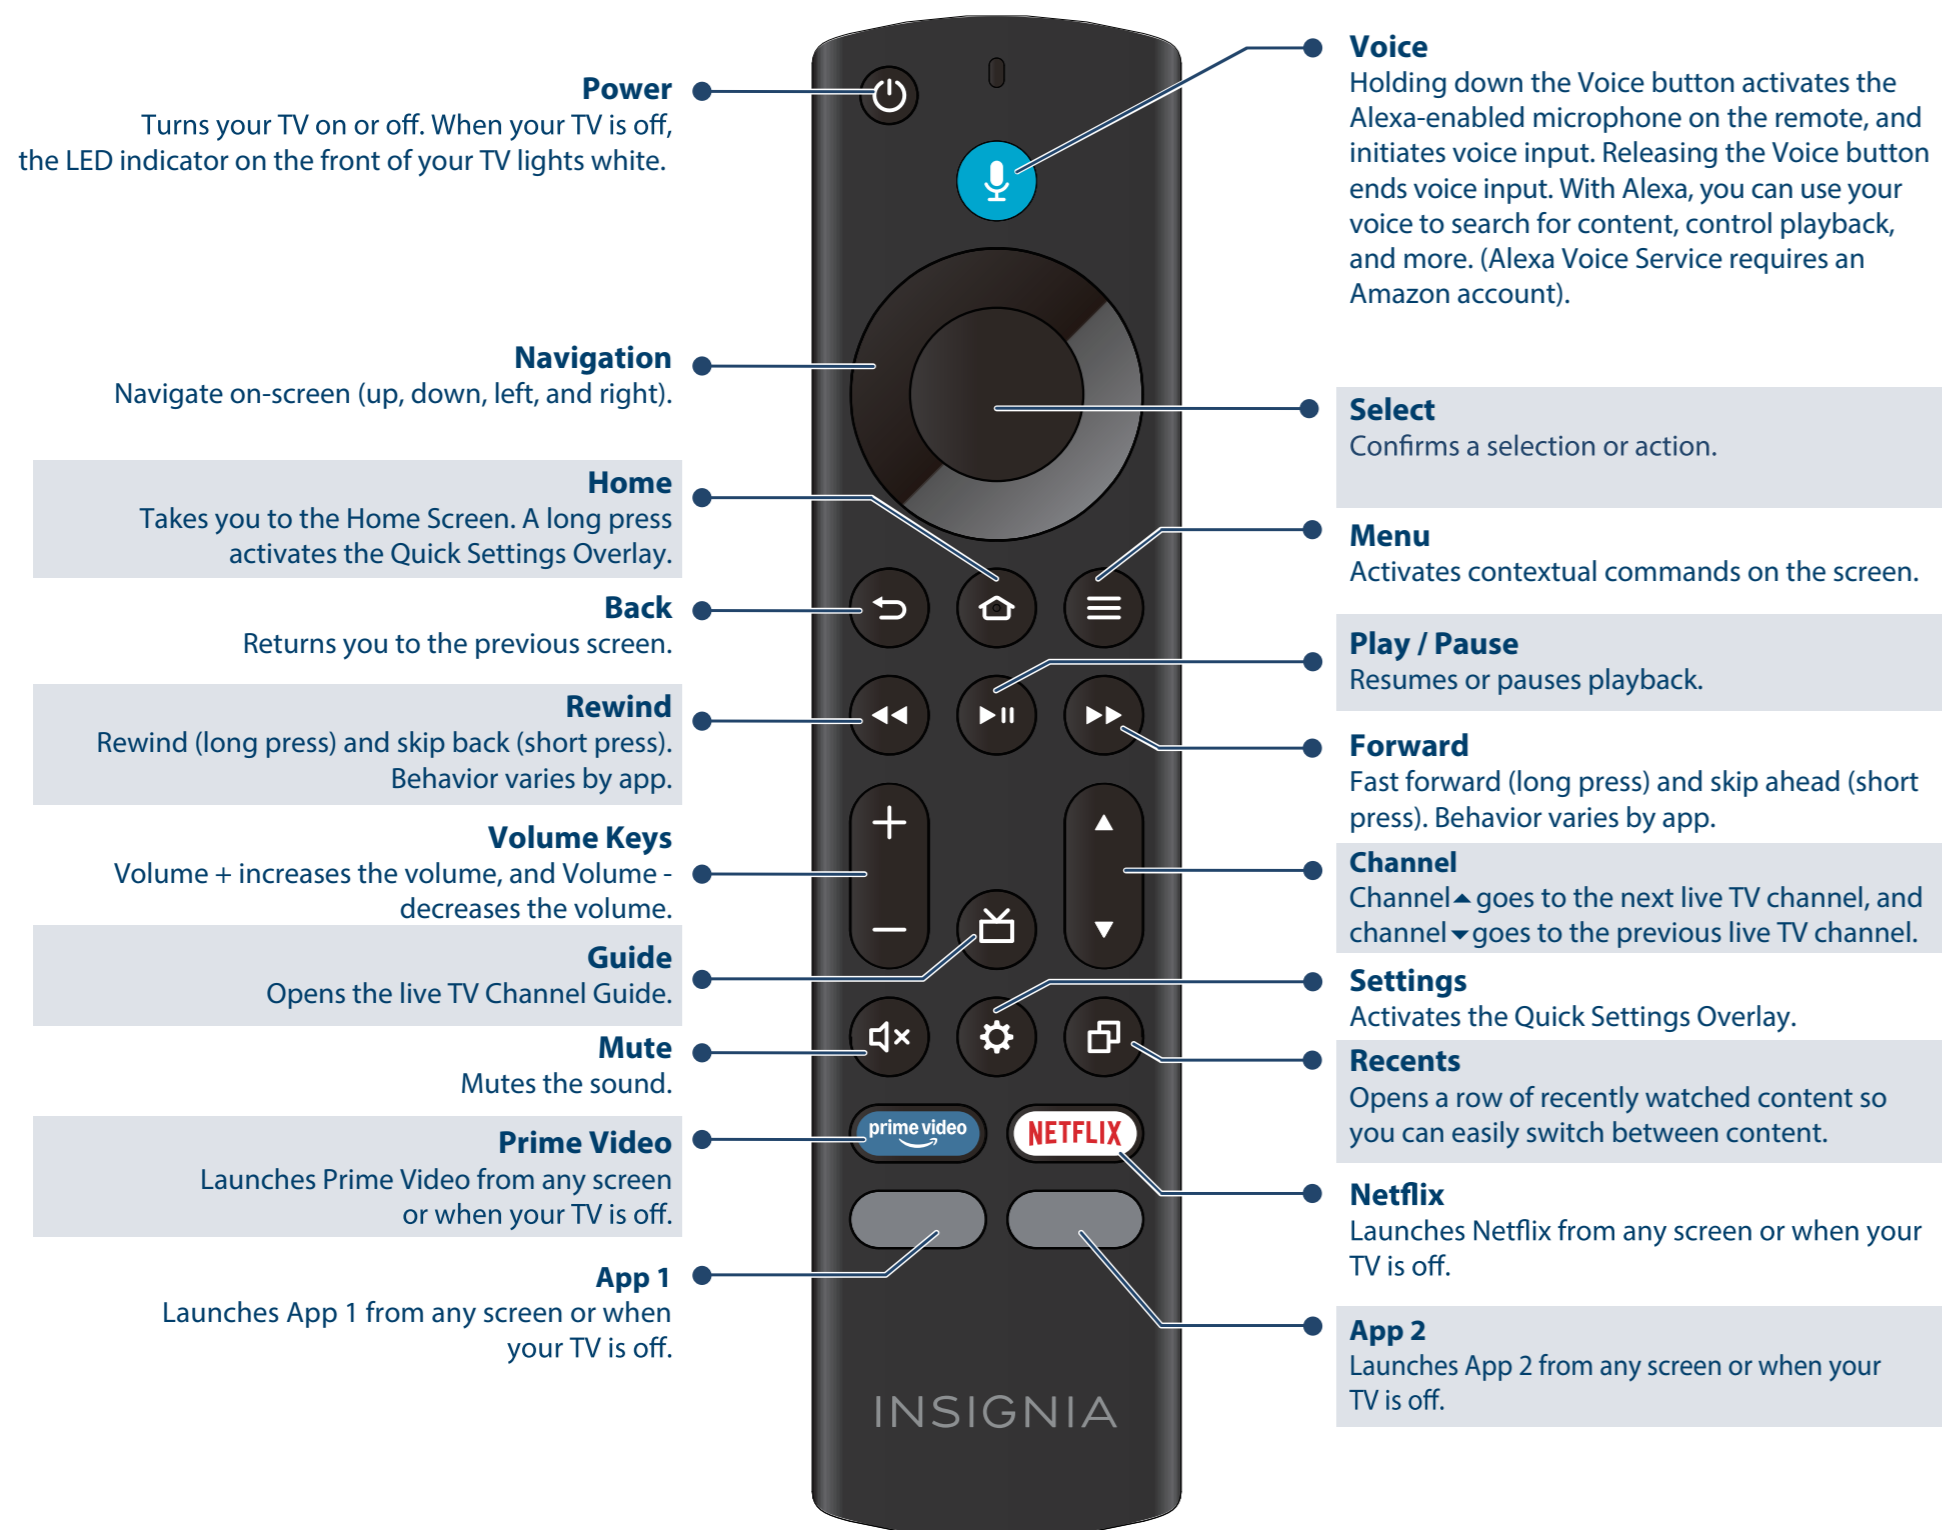 Power
Turns your TV on or off. When your TV is off,
the LED indicator on the front of your TV lights white.
Navigation
Navigate on-screen (up, down, left, and right).
Home
Takes you to the Home Screen. A long press
activates the Quick Settings Overlay.
Back
Returns you to the previous screen.
Rewind
Rewind (long press) and skip back (short press).
Behavior varies by app.
Volume Keys
Volume + increases the volume, and Volume -
decreases the volume.
Guide
Opens the live TV Channel Guide.
Mute
Mutes the sound.
Prime Video
Launches Prime Video from any screen
or when your TV is off.
App 1
Launches App 1 from any screen or when
your TV is off.
prime video
NETFLIX
INSIGNIA
Voice
Holding down the Voice button activates the
Alexa-enabled microphone on the remote, and
initiates voice input. Releasing the Voice button
ends voice input. With Alexa, you can use your
voice to search for content, control playback,
and more. (Alexa Voice Service requires an
Amazon account).
Select
Confirms a selection or action.
Menu
Activates contextual commands on the screen.
Play / Pause
Resumes or pauses playback.
Forward
Fast forward (long press) and skip ahead (short
press). Behavior varies by app.
Channel
Channel▲ goes to the next live TV channel, and
channel▼goes to the previous live TV channel.
Settings
Activates the Quick Settings Overlay.
Recents
Opens a row of recently watched content so
you can easily switch between content.
Netflix
Launches Netflix from any screen or when your
TV is off.
App 2
Launches App 2 from any screen or when your
TV is off.